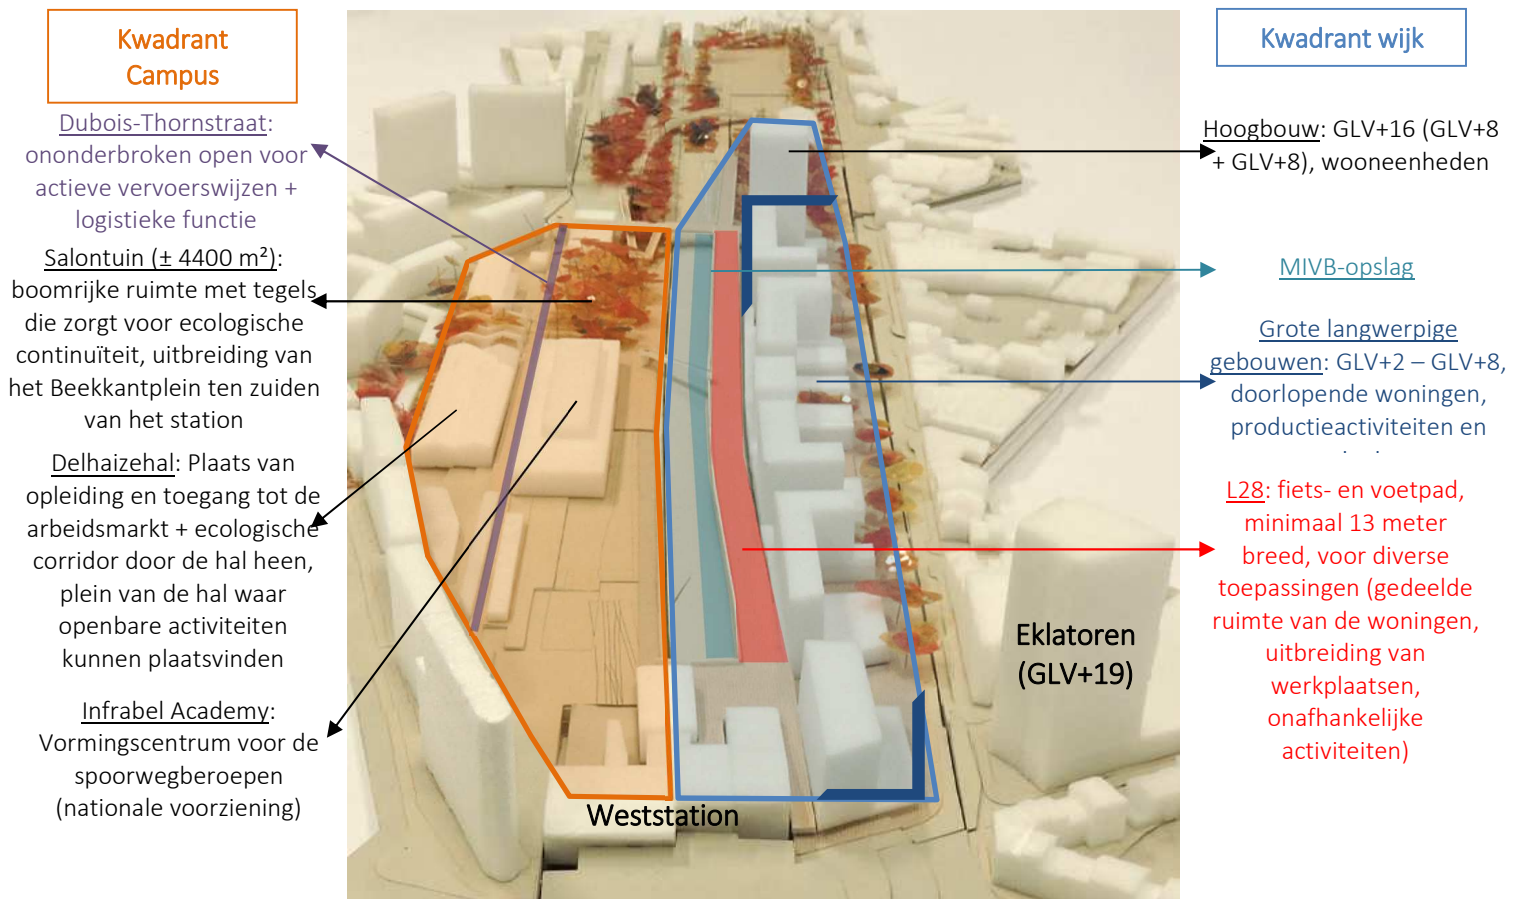 Kwadrant
Campus
Dubois-Thornstraat:
ononderbroken open voor
actieve vervoerswijzen +
logistieke functie
Salontuin (± 4400 m²):
boomrijke ruimte met tegels
die zorgt voor ecologische
continuïteit, uitbreiding van
het Beekkantplein ten zuiden
van het station
Delhaizehal: Plaats van
opleiding en toegang tot de
arbeidsmarkt + ecologische
corridor door de hal heen,
plein van de hal waar
openbare activiteiten
kunnen plaatsvinden
Infrabel Academy:
Vormingscentrum voor de
spoorwegberoepen
(nationale voorziening)
Weststation
Eklatoren
(GLV+19)
Kwadrant wijk
Hoogbouw: GLV+16 (GLV+8
+ GLV+8), wooneenheden
MIVB-opslag
Grote langwerpige
gebouwen: GLV+2 – GLV+8,
doorlopende woningen,
productieactiviteiten en
L28: fiets- en voetpad,
minimaal 13 meter
breed, voor diverse
toepassingen (gedeelde
ruimte van de woningen,
uitbreiding van
werkplaatsen,
onafhankelijke
activiteiten)